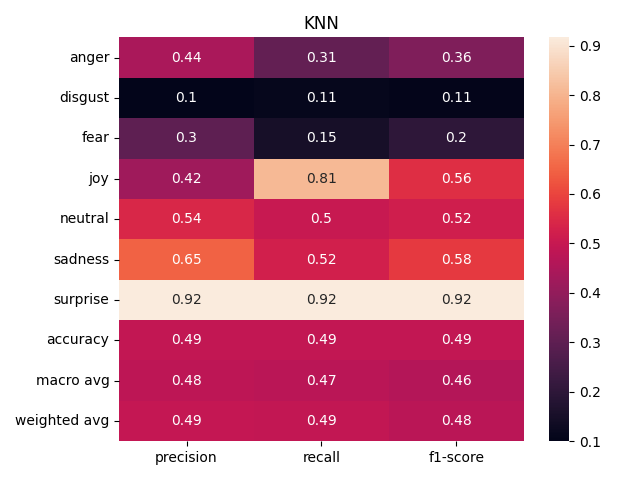 KNN
anger 0.44 0.31 0.36
disgust 0.1 0.11 0.11
fear 0.3 0.15 0.2
joy 0.42 0.81 0.56
neutral 0.54 0.5 0.52
sadness 0.65 0.52 0.58
surprise 0.92 0.92 0.92
accuracy 0.49 0.49 0.49
macro avg 0.48 0.47 0.46
weighted avg 0.49 0.49 0.48
precision recall f1-score
0.9
0.8
0.7
0.6
0.5
0.4
0.3
0.2
0.1